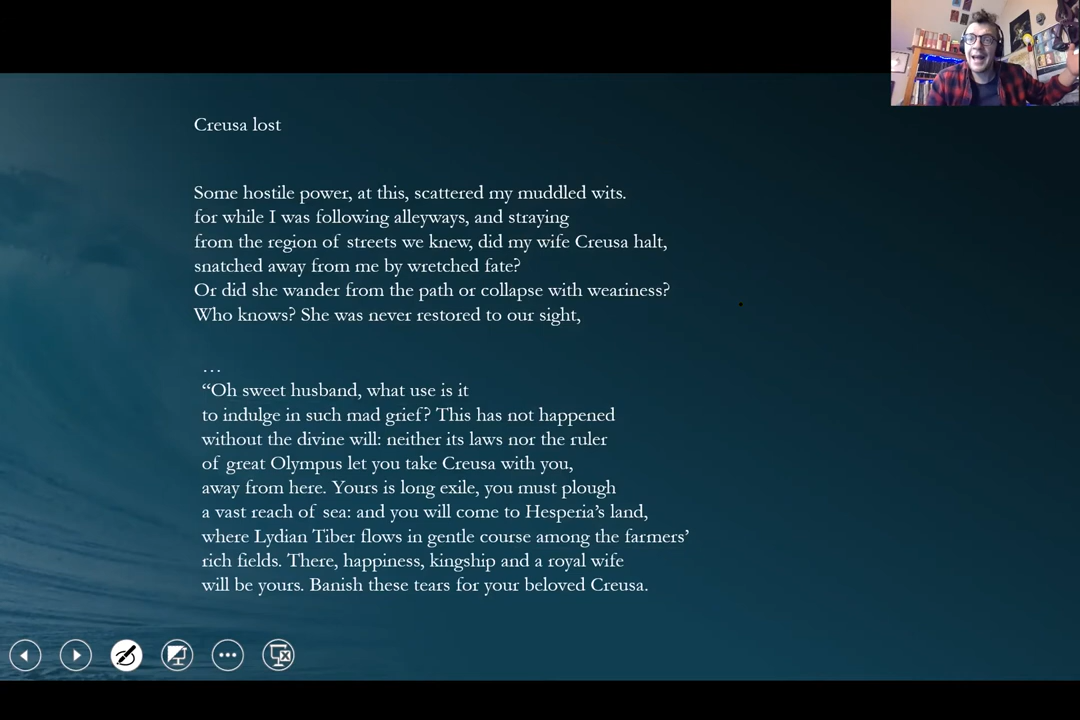 Creusa lost
Some hostile power, at this, scattered my muddled wits.
for while I was following alleyways, and straying
from the region of streets we knew, did my wife Creusa halt,
snatched away from me by wretched fate?
Or did she wander from the path or collapse with weariness?
Who knows? She was never restored to our sight,
…
“Oh sweet husband, what use is it
to indulge in such mad grief? This has not happened
without the divine will: neither its laws nor the ruler
of great Olympus let you take Creusa with you,
away from here. Yours is long exile, you must plough
a vast reach of sea: and you will come to Hesperia’s land,
where Lydian Tiber flows in gentle course among the farmers’
rich fields. There, happiness, kingship and a royal wife
will be yours. Banish these tears for your beloved Creusa.